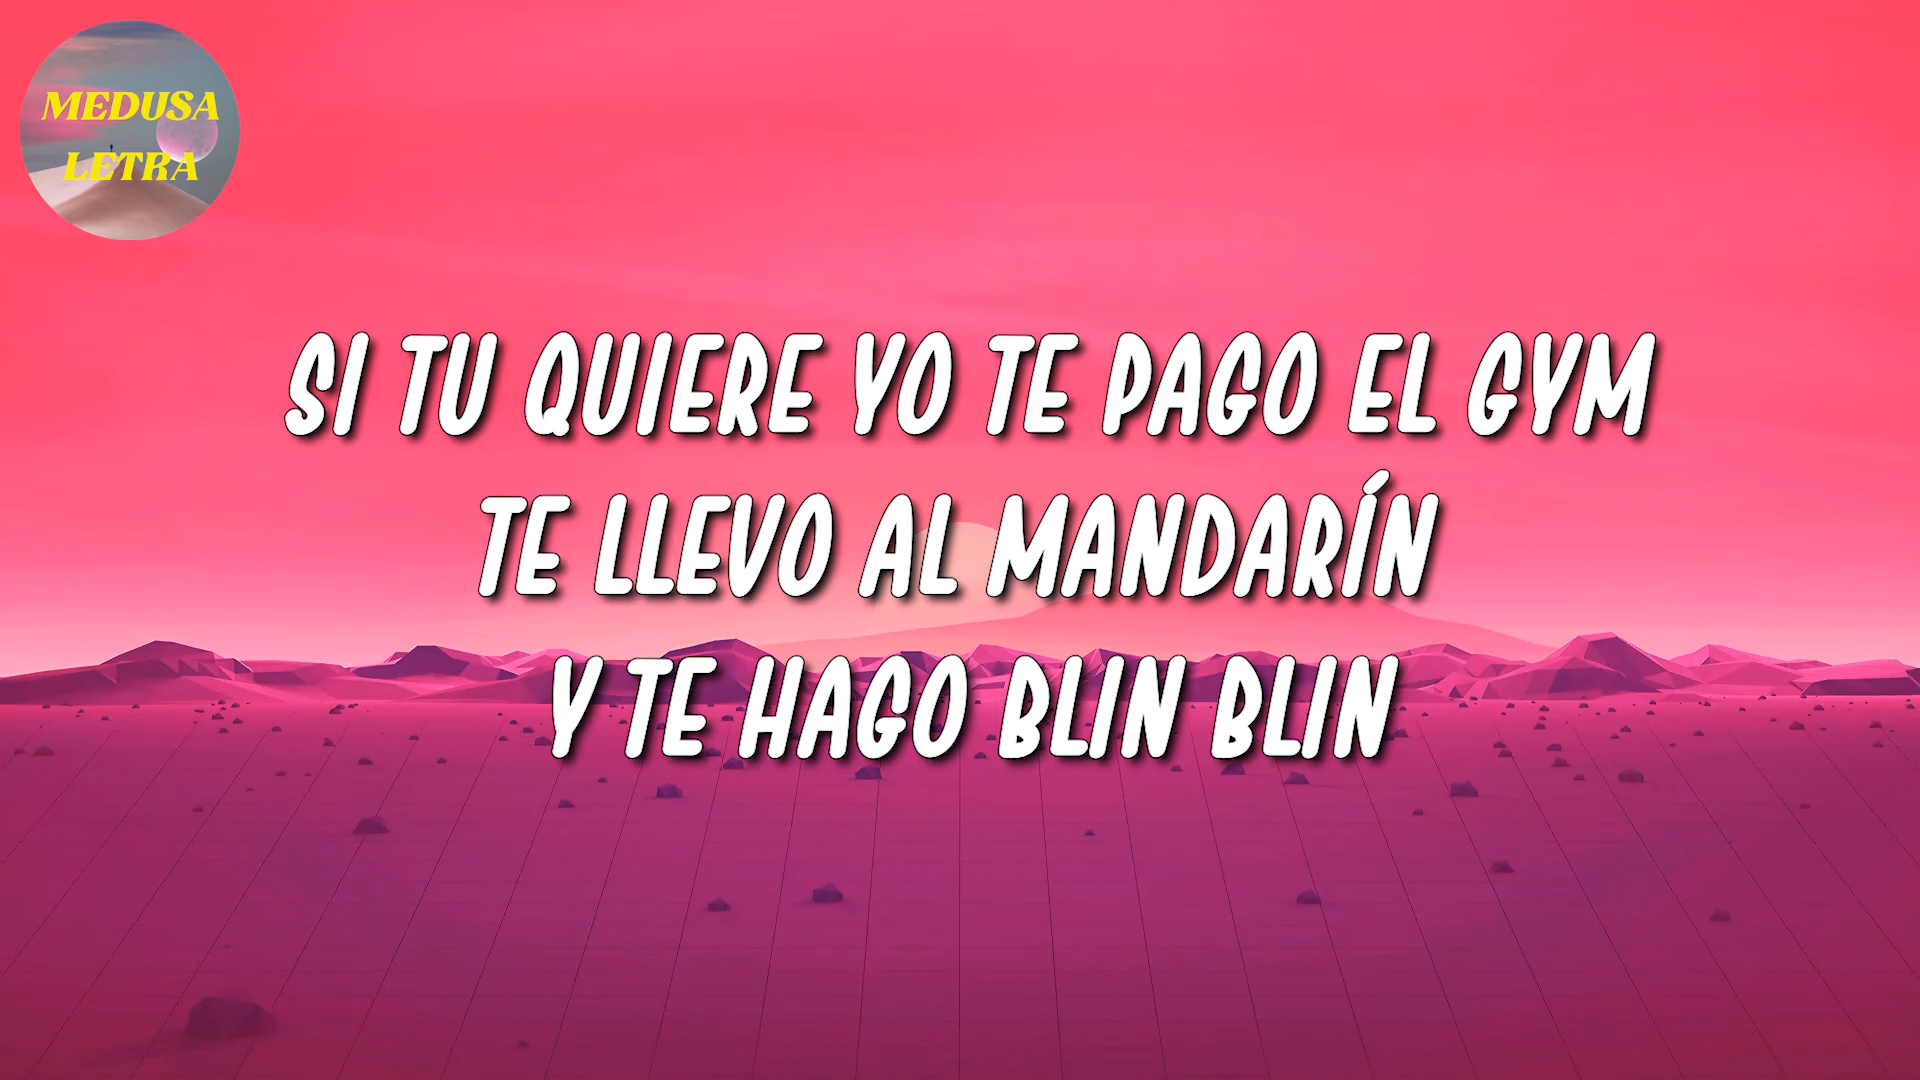 MEDUSA
LETRA
SI TU QUIERE YO TE PAGO EL GYM
TE LLEVO AL MANDARÍN
Y TE HAGO BLIN BLIN